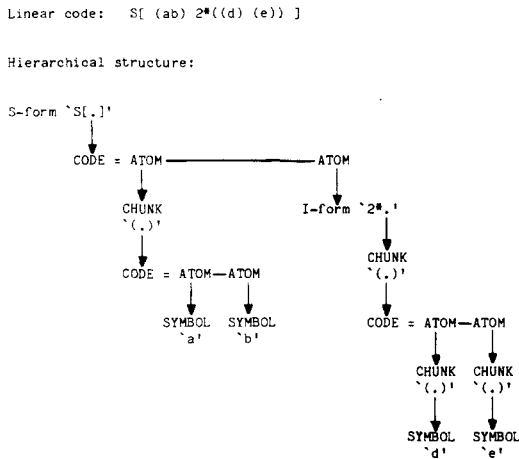 Linear code: S[ (ab) 2*((d) (e)) ]
Hierarchical structure:
S-form `S[.]'
CODE = ATOM ATOM
CHUNK I-form `2*.'
`(.)'
CHUNK
`(.)'
CODE = ATOM—ATOM
SYMBOL SYMBOL CODE = ATOM—ATOM
`a' `b'
CHUNK CHUNK
`(.)' `(.)'
SYMBOL SYMBOL
`d' `e'